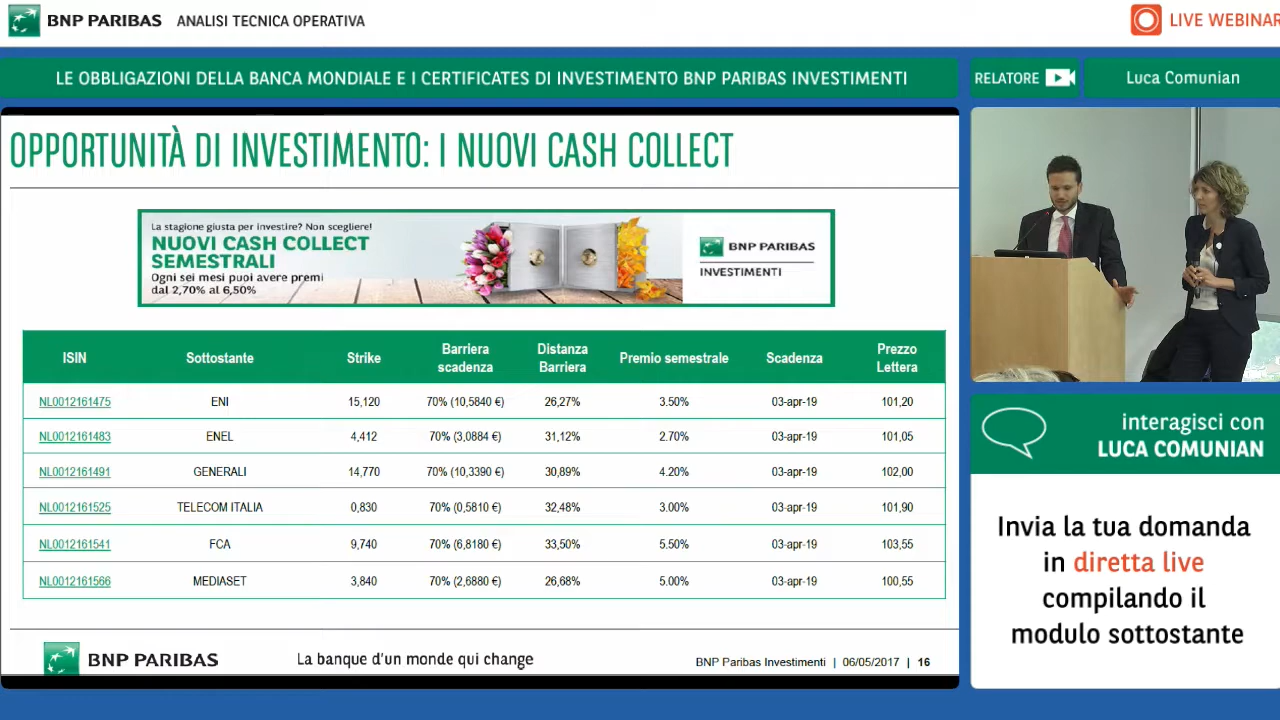 BNP PARIBAS ANALISI TECNICA OPERATIVA
LIVE WEBINAR
LE OBBLIGAZIONI DELLA BANCA MONDIALE E I CERTIFICATES DI INVESTIMENTO BNP PARIBAS INVESTIMENTI
RELATORE
Luca Comunian
OPPORTUNITÀ DI INVESTIMENTO: I NUOVI CASH COLLECT
La stagione giusta per investire? Non scegliere!
NUOVI CASH COLLECT
SEMESTRALI
Ogni sei mesi puoi avere premi
dal 2,70% al 6,50%
BNP PARIBAS
INVESTIMENTI
ISIN Sottostante Strike Barriera scadenza Distanza Barriera Premio semestrale Scadenza Prezzo Lettera
NL0012161475 ENI 15,120 70% (10,5840 €) 26,27% 3.50% 03-apr-19 101,20
NL0012161483 ENEL 4,412 70% (3,0884 €) 31,12% 2.70% 03-apr-19 101,05
NL0012161491 GENERALI 14,770 70% (10,3390 €) 30,89% 4.20% 03-apr-19 102,00
NL0012161525 TELECOM ITALIA 0,830 70% (0,5810 €) 32,48% 3.00% 03-apr-19 101,90
NL0012161541 FCA 9,740 70% (6,8180 €) 33,50% 5.50% 03-apr-19 103,55
NL0012161566 MEDIASET 3,840 70% (2,6880 €) 26,68% 5.00% 03-apr-19 100,55
BNP PARIBAS
La banque d'un monde qui change
BNP Paribas Investimenti | 06/05/2017 | 16
interagisci con
LUCA COMUNIAN
Invia la tua domanda
in diretta live
compilando il
modulo sottostante